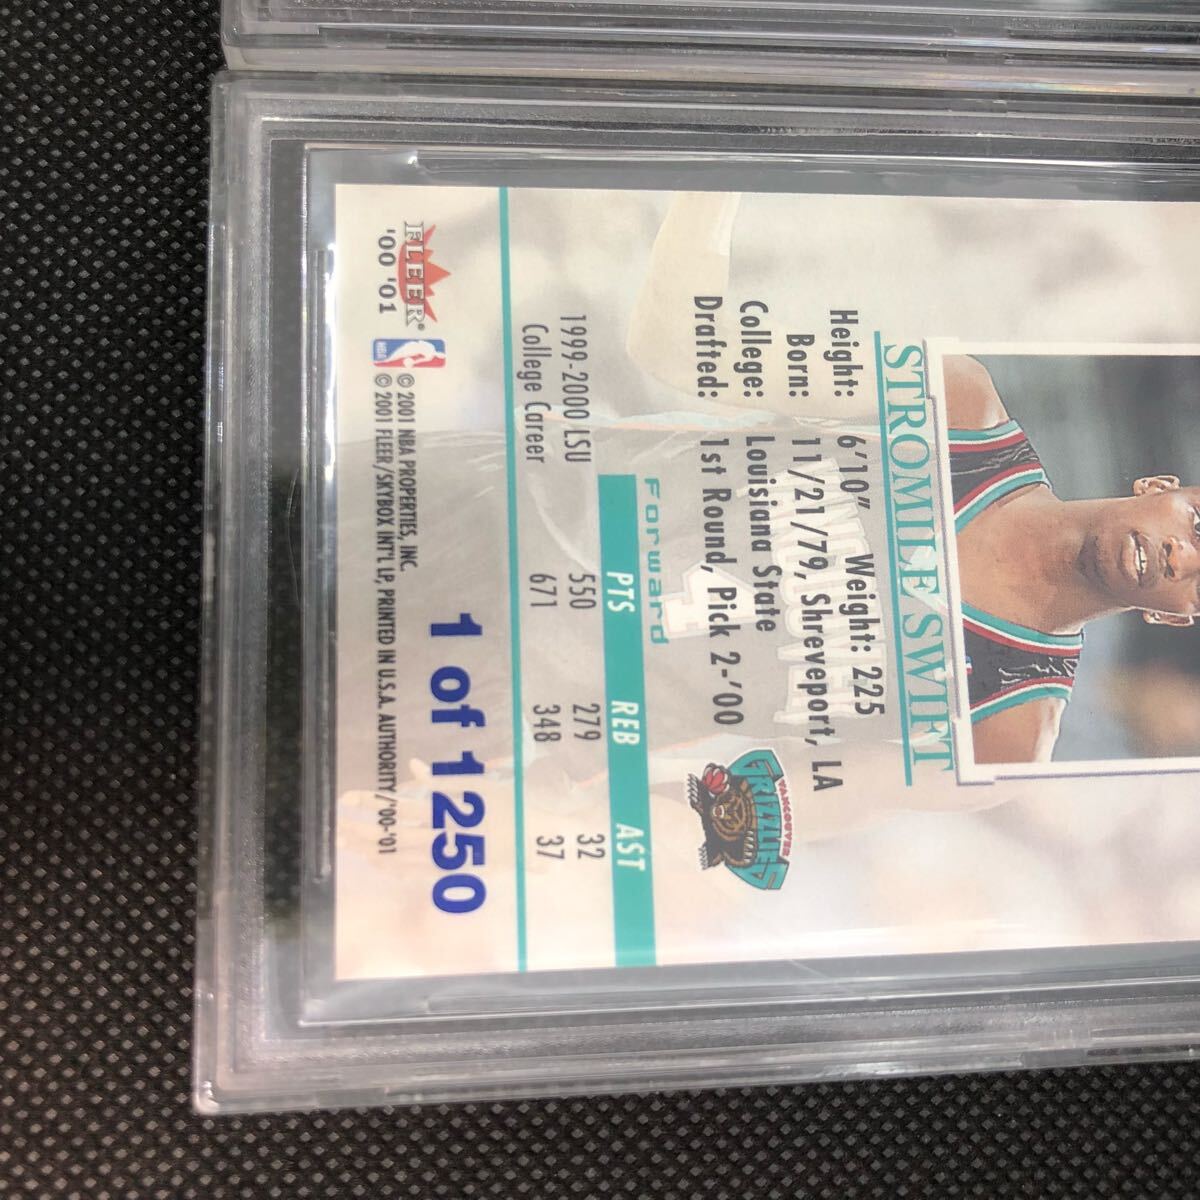 STROMILE SWIFT
Height: 6'10" Weight: 225
Born: 11/21/79, Shreveport, LA
College: Louisiana State
Drafted: 1st Round, Pick 2-'00
VANCOUVER
GRIZZLIES
4
Forward
PTS REB AST
1999-2000 LSU 550 279 32
College Career 671 348 37
1 of 1250
FLEER®
'00 '01
NBA
© 2001 NBA PROPERTIES, INC.
© 2001 FLEER/SKYBOX INT'L LP, PRINTED IN U.S.A. AUTHORITY/'00-'01